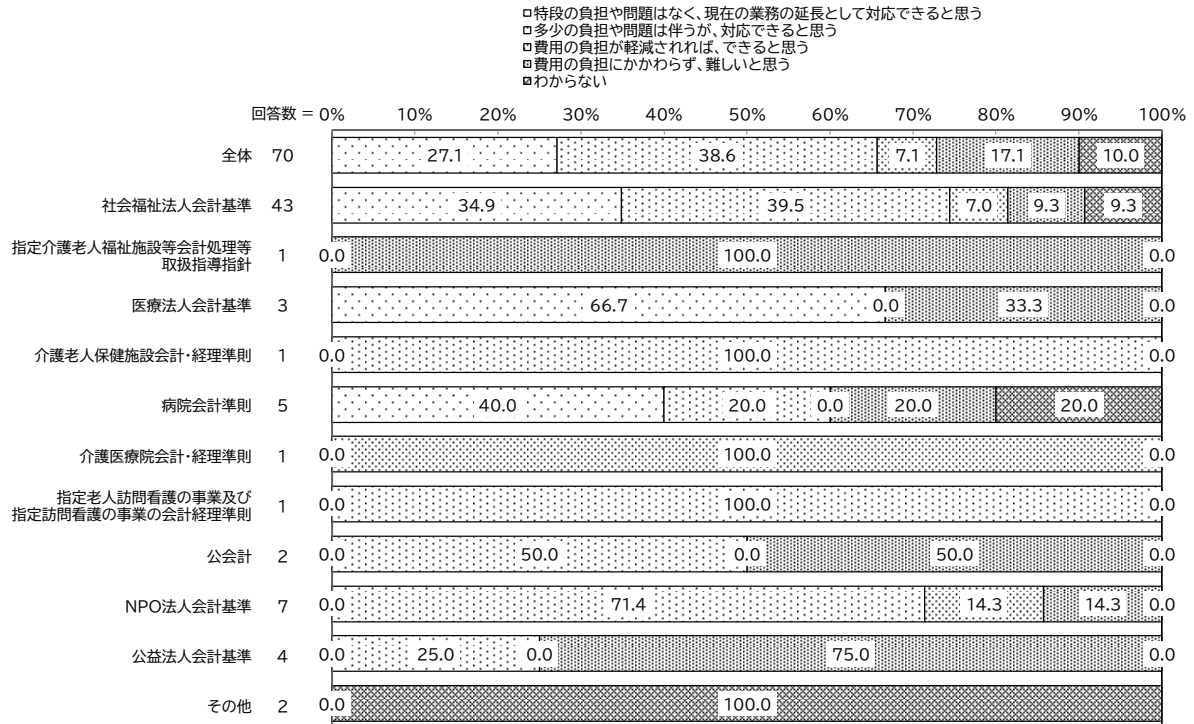 特段の負担や問題はなく、現在の業務の延長として対応できると思う
多少の負担や問題は伴うが、対応できると思う
費用の負担が軽減されれば、できると思う
費用の負担にかかわらず、難しいと思う
わからない
回答数 = 0% 10% 20% 30% 40% 50% 60% 70% 80% 90% 100%
全体 70 27.1 38.6 7.1 17.1 10.0
社会福祉法人会計基準 43 34.9 39.5 7.0 9.3 9.3
指定介護老人福祉施設等会計処理等
取扱指導指針 1 0.0 100.0 0.0
医療法人会計基準 3 66.7 0.0 33.3 0.0
介護老人保健施設会計・経理準則 1 0.0 100.0 0.0
病院会計準則 5 40.0 20.0 0.0 20.0 20.0
介護医療院会計・経理準則 1 0.0 100.0 0.0
指定老人訪問看護の事業及び
指定訪問看護の事業の会計経理準則 1 0.0 100.0 0.0
公会計 2 0.0 50.0 0.0 50.0 0.0
NPO法人会計基準 7 0.0 71.4 14.3 14.3 0.0
公益法人会計基準 4 0.0 25.0 0.0 75.0 0.0
その他 2 0.0 100.0